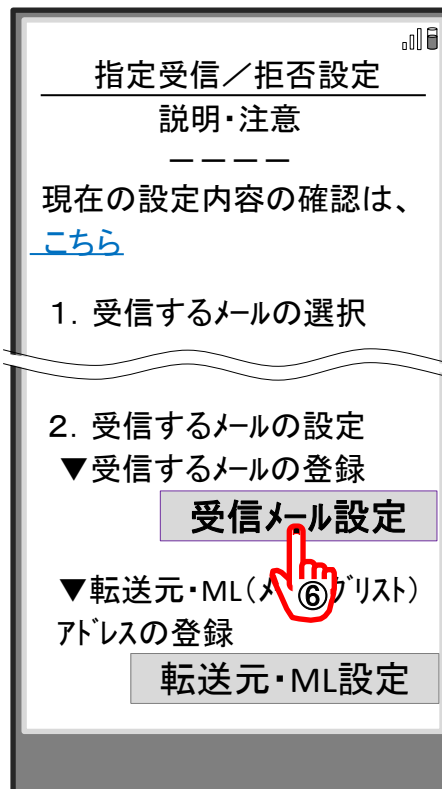 指定受信／拒否設定
説明・注意
－－－－
現在の設定内容の確認は、
こちら
１．受信するﾒｰﾙの選択
２．受信するﾒｰﾙの設定
▼受信するﾒｰﾙの登録
受信ﾒｰﾙ設定
▼転送元・ML（ﾒ
⑥
ｸﾞﾘｽﾄ）
ｱﾄﾞﾚｽの登録
転送元・ML設定